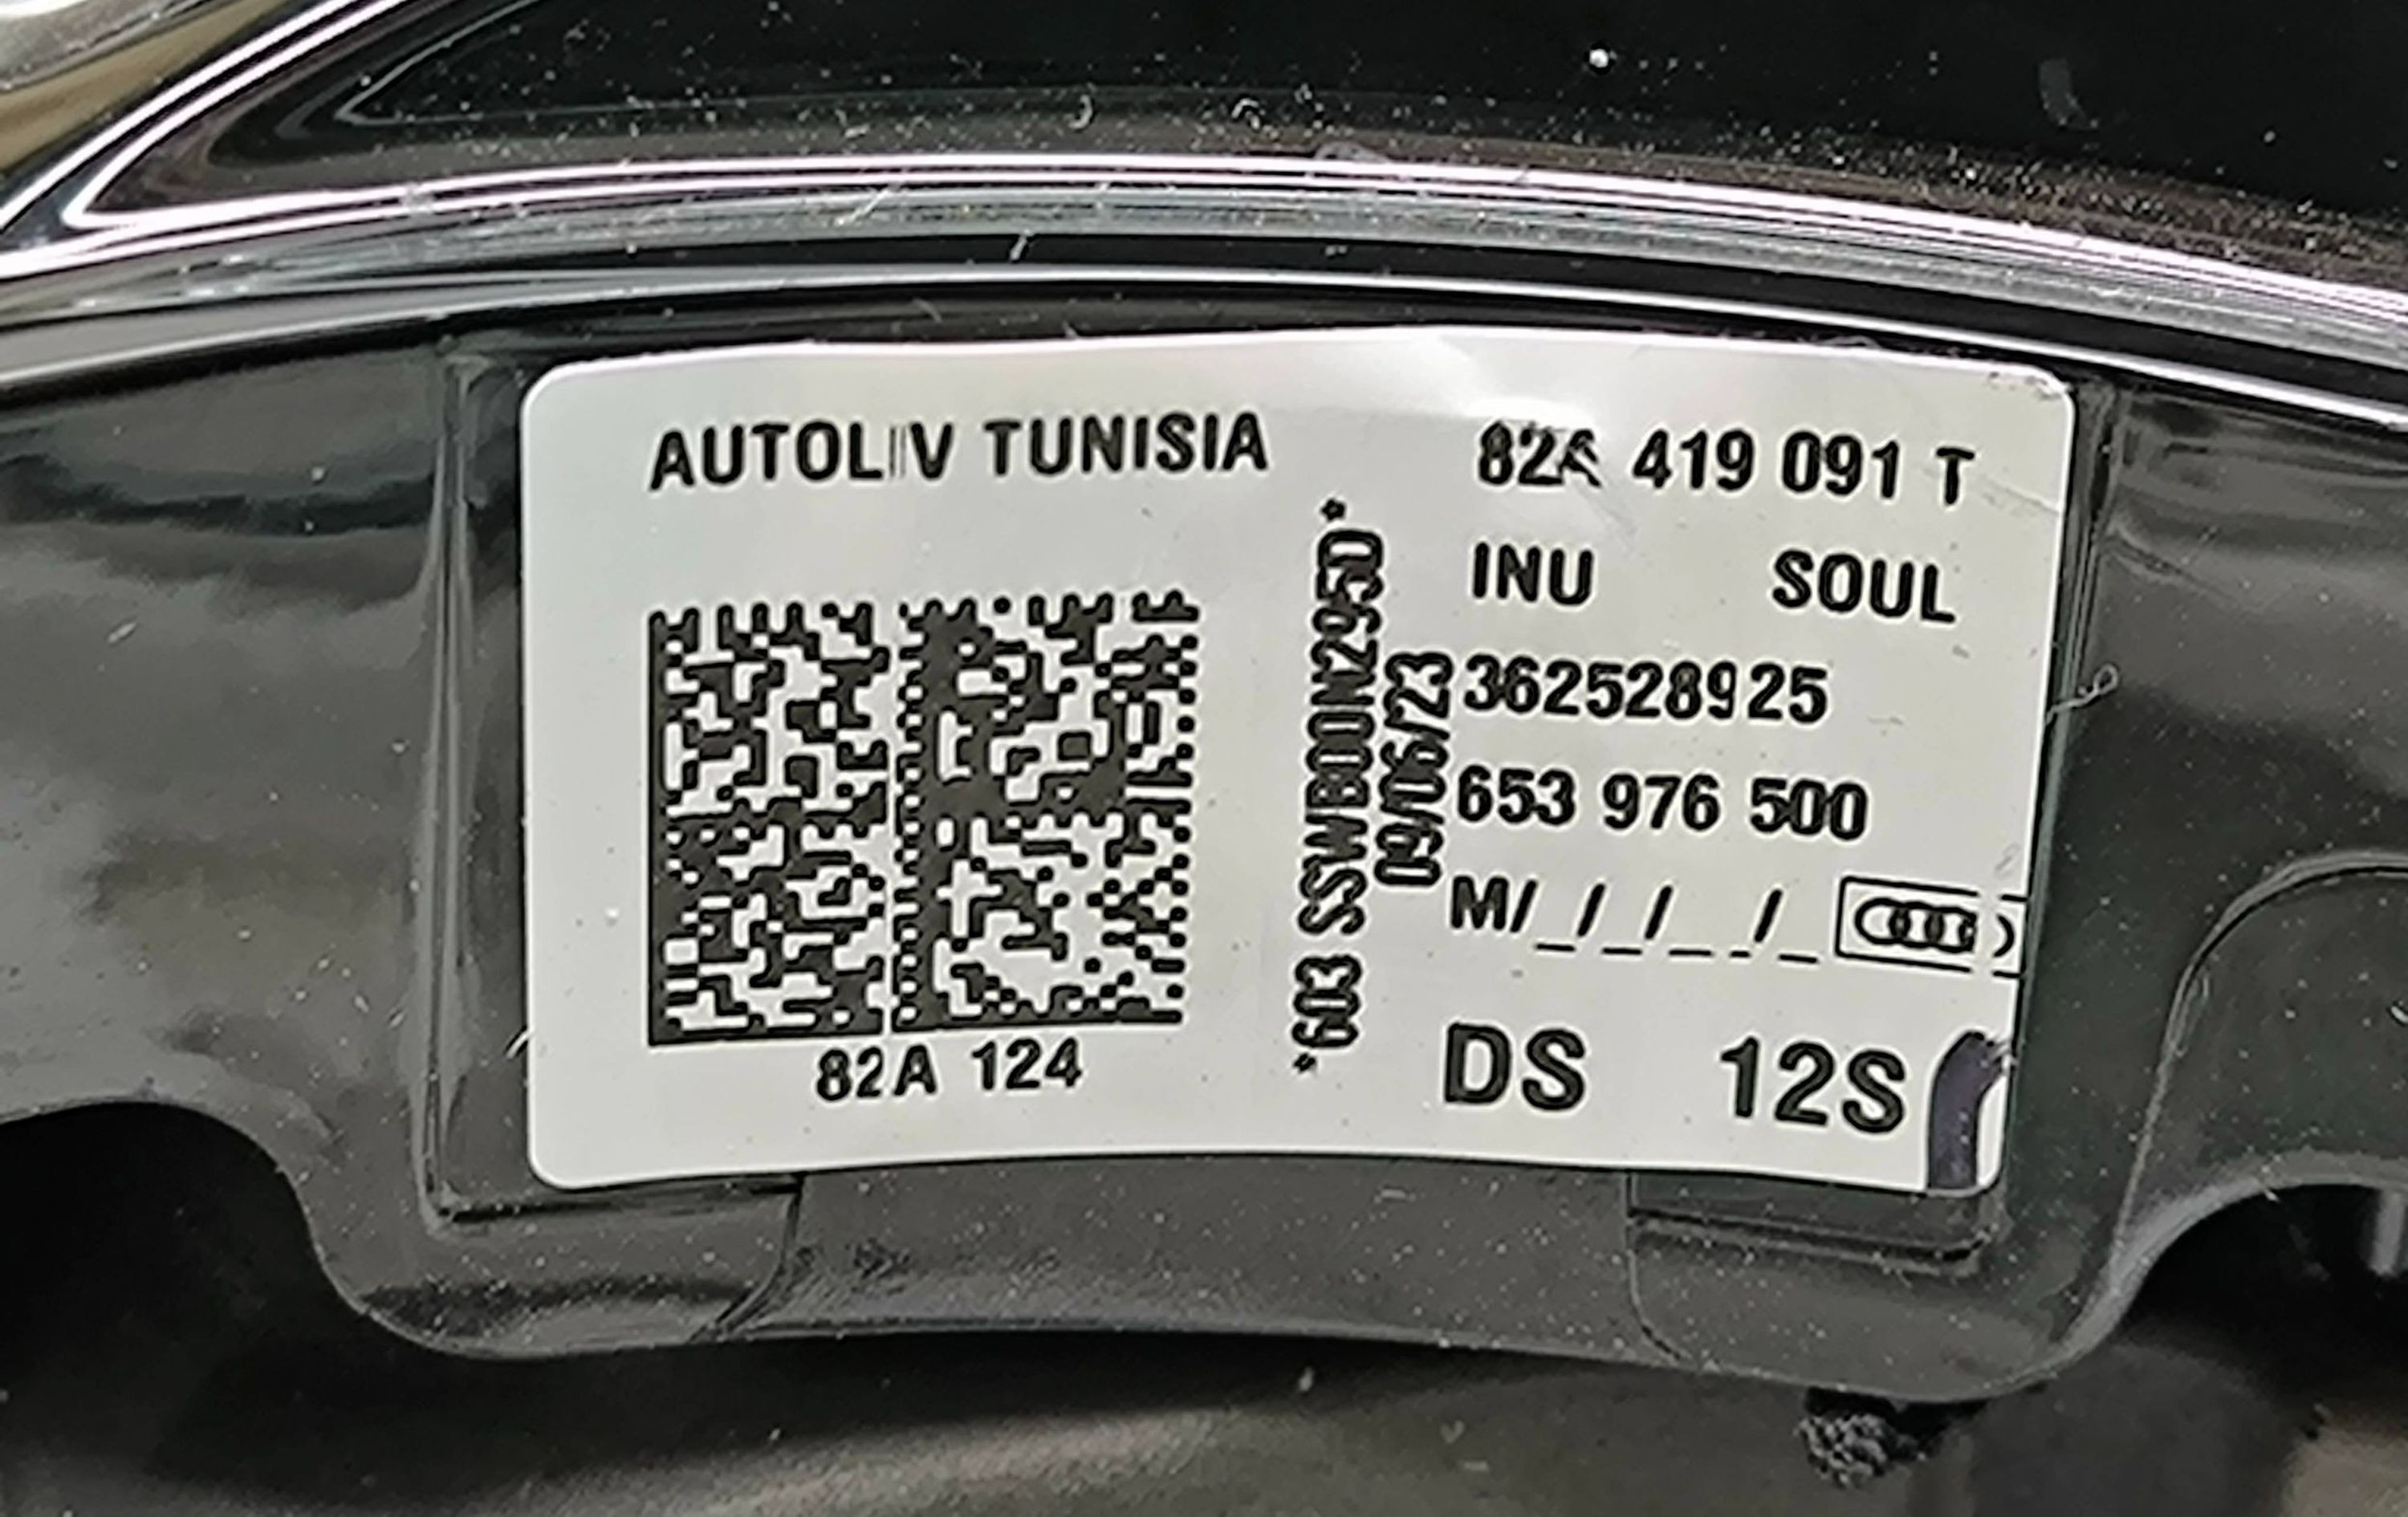 AUTOLIV TUNISIA
82A 124
*603 SSWB00N295D*
09/06/23
82A 419 091 T
INU SOUL
362528925
653 976 500
M/_/_/_ _/_
DS 12S